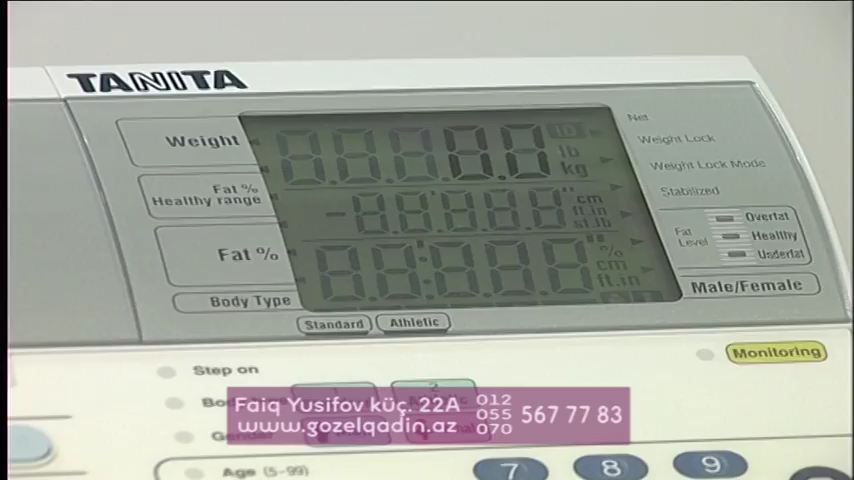 TANITA
Net
Weight
lb
kg
Weight Lock
Weight Lock Mode
Stabilized
Fat %
Healthy range
cm
ft.in
st.lb
Fat Level
Overfat
Healthy
Underfat
Fat %
%
cm
ft.in
Male/Female
Body Type
Standard
Athletic
Monitoring
Step on
2
Gender
Age (5-99)
7 8 9
Faiq Yusifov küç. 22A
www.gozelqadin.az
012
055
070
567 77 83